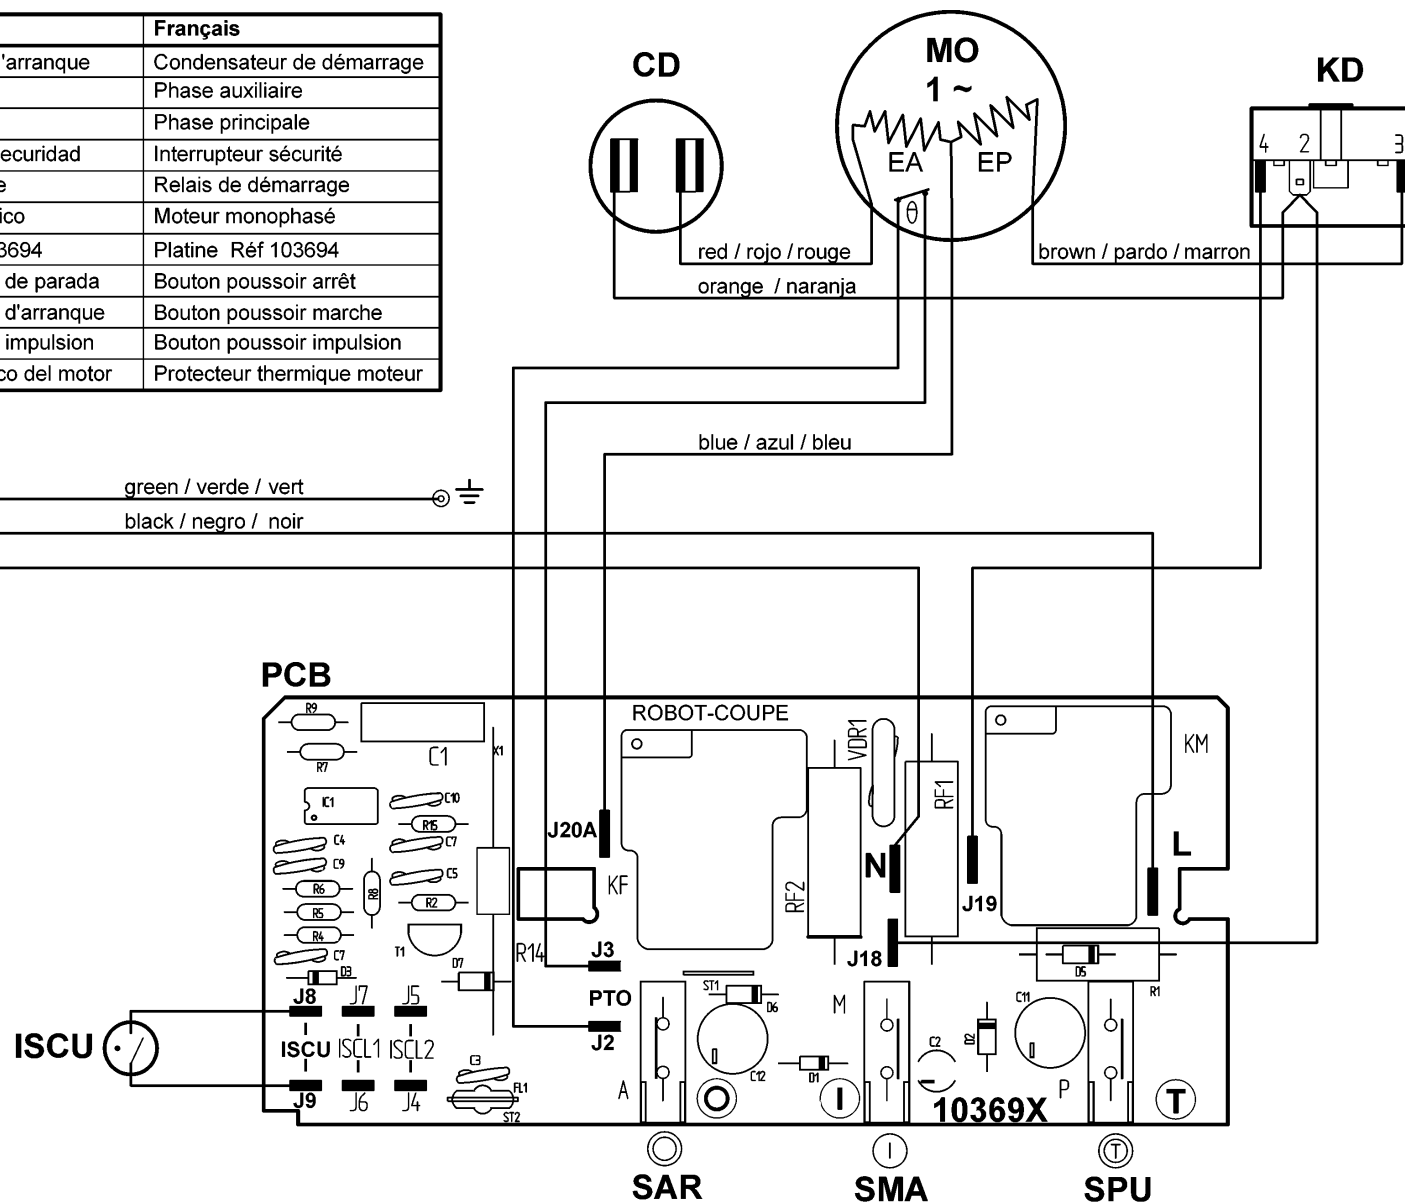 Français
'arranque Condensateur de démarrage
Phase auxiliaire
Phase principale
ecuridad Interrupteur sécurité
e Relais de démarrage
ico Moteur monophasé
3694 Platine Réf 103694
de parada Bouton poussoir arrêt
d'arranque Bouton poussoir marche
impulsion Bouton poussoir impulsion
co del motor Protecteur thermique moteur
CD
MO
1 ~
EA
EP
θ
KD
4 2 3
red / rojo / rouge
brown / pardo / marron
orange / naranja
blue / azul / bleu
green / verde / vert
black / negro / noir
PCB
ROBOT-COUPE
R9
R7
C1
X1
IC1
C10
R15
C4
C7
C9
C5
R6
R8
R2
R5
R4
T1
C7
D3
D7
R14
J20A
KF
RF2
VDR1
RF1
N
J19
J18
KM
L
J3
PTO
J2
J8 J7 J5
ISCU ISCL1 ISCL2
J9 J6 J4
C3
FL1
ST2
ST1
D6
C12
A
O
M
D1
I
C2
D2
C11
D5
R1
P
T
10369X
ISCU
I
T
SAR
SMA
SPU